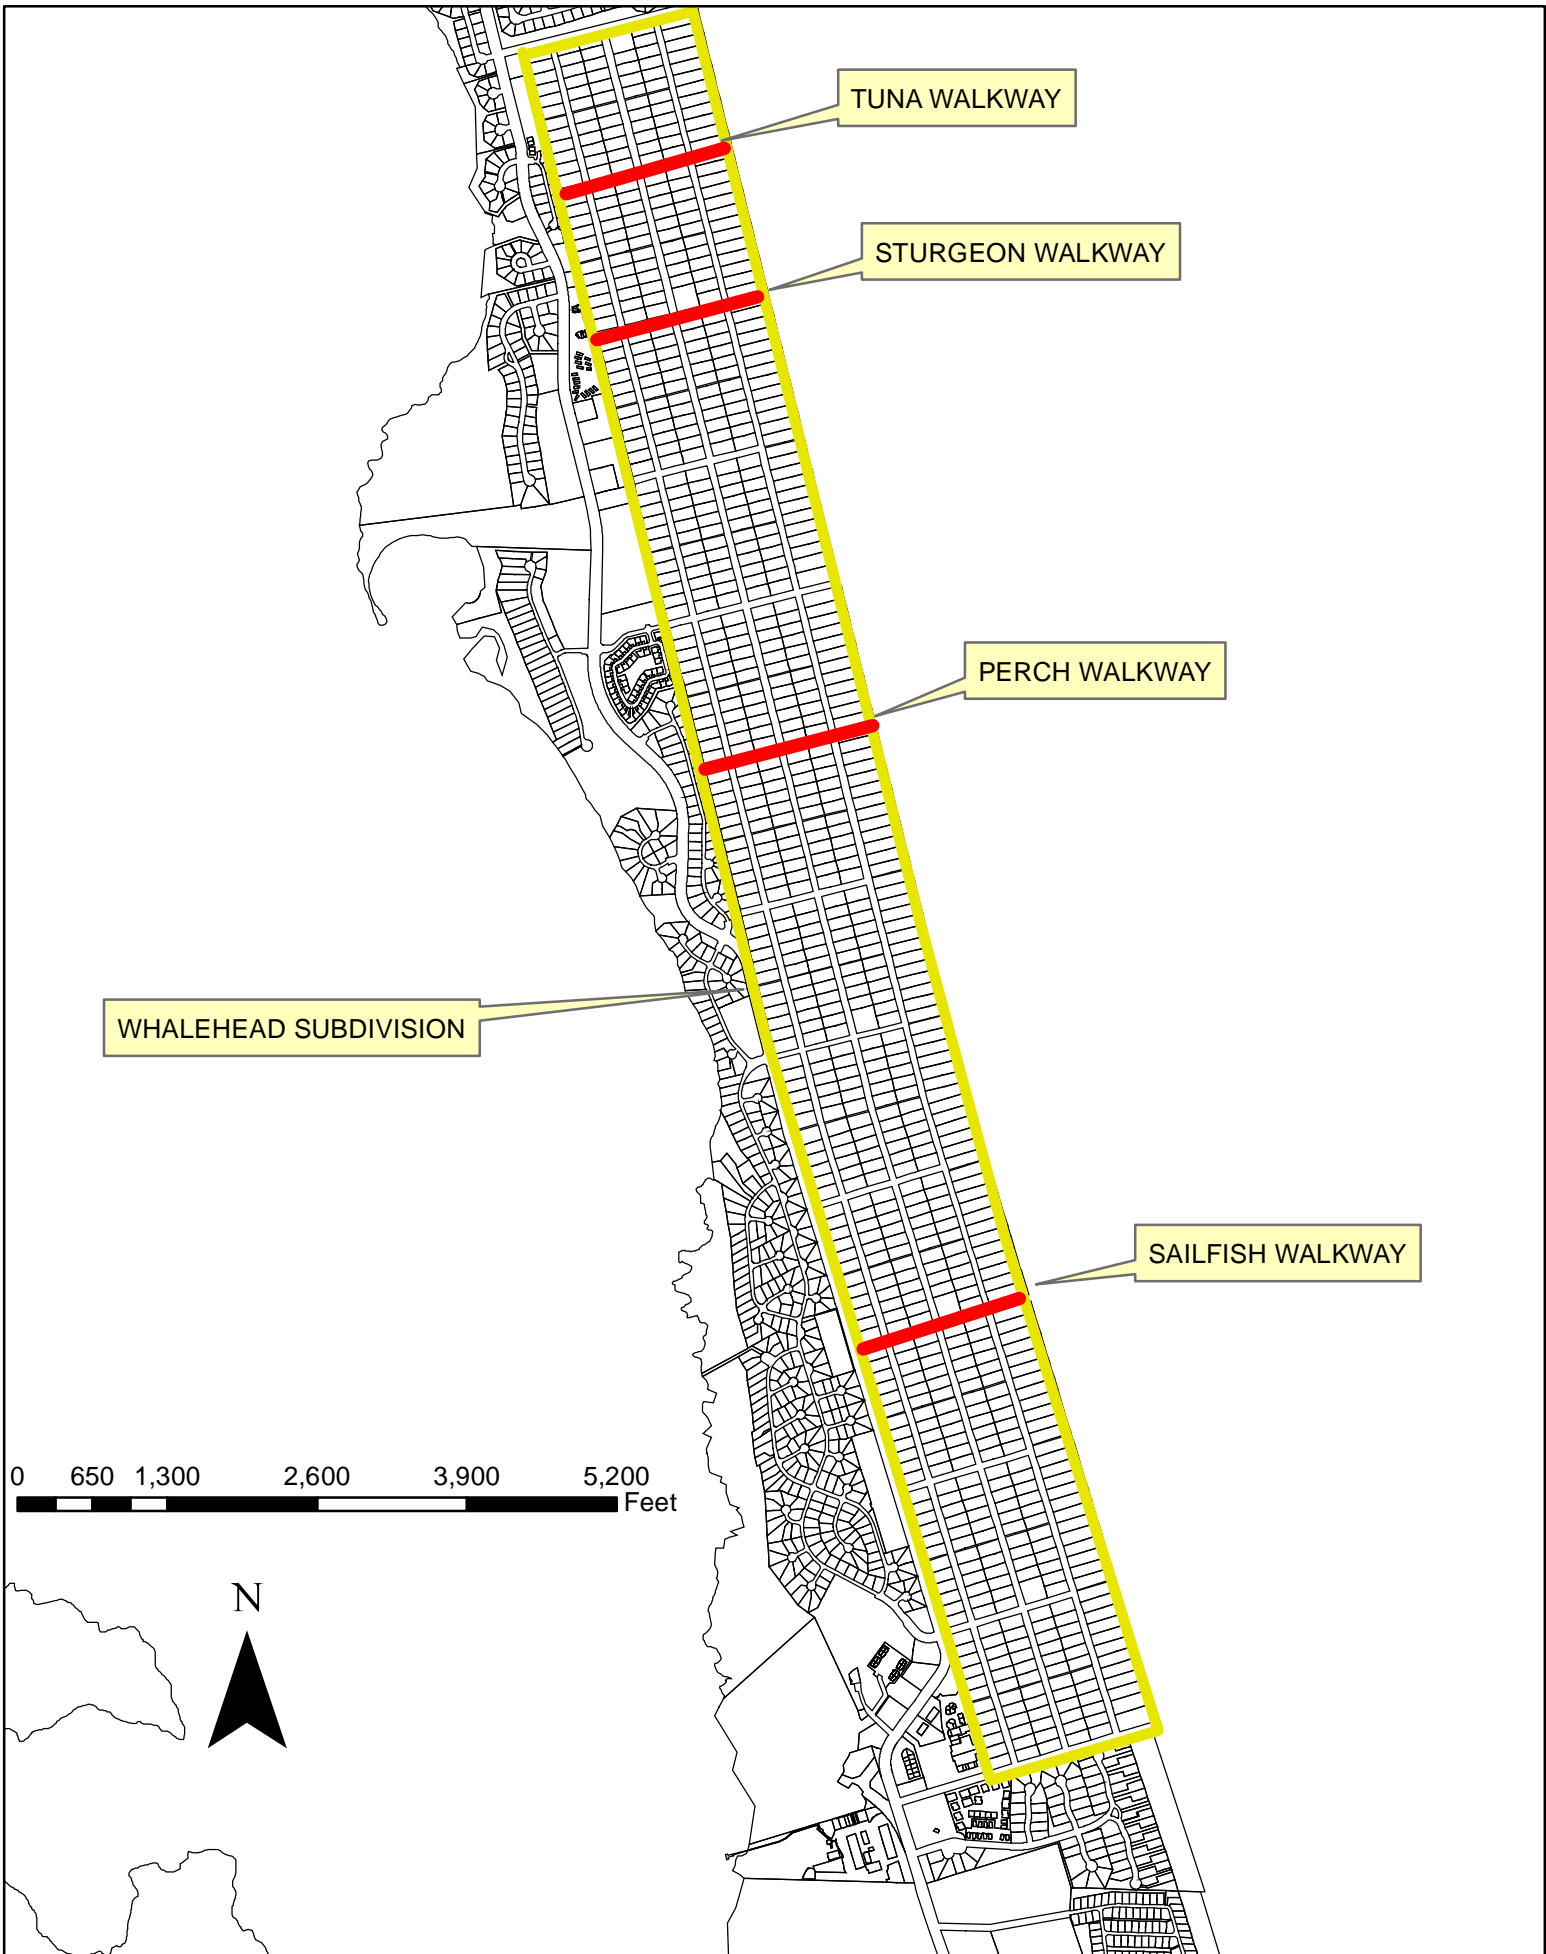 TUNA WALKWAY
STURGEON WALKWAY
PERCH WALKWAY
WHALEHEAD SUBDIVISION
SAILFISH WALKWAY
0 650 1,300 2,600 3,900 5,200
Feet
N